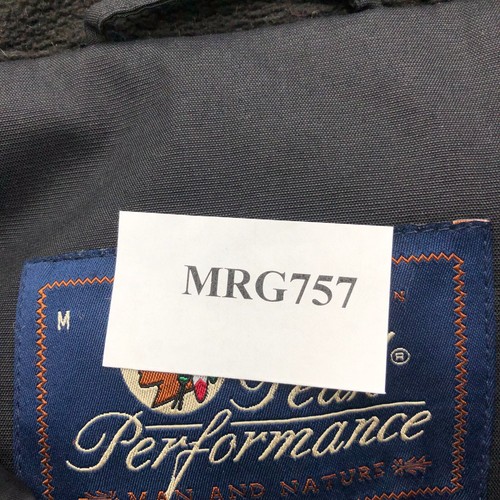 MRG757
M
®
Performance
MAN AND NATURE